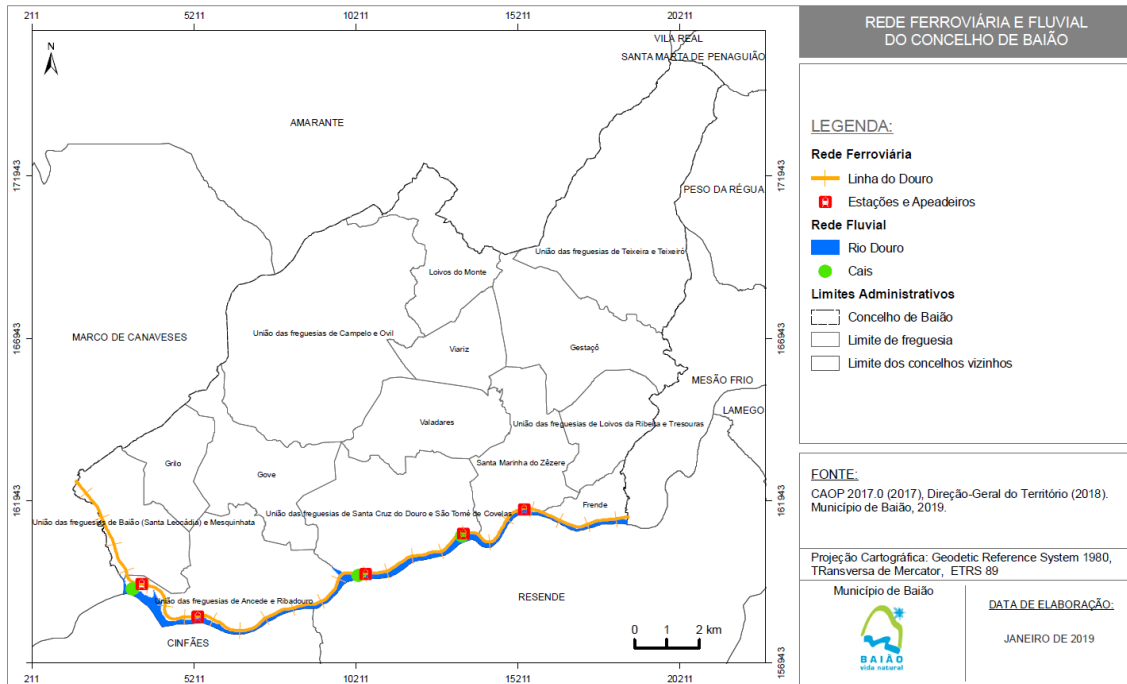 211
5211
10211
15211
20211
REDE FERROVIÁRIA E FLUVIAL
DO CONCELHO DE BAIÃO
N
VILA REAL
SANTA MARTA DE PENAGUIÃO
AMARANTE
171943
171943
PESO DA RÉGUA
União das freguesias de Teixeira e Teixeiró
Loivos do Monte
MARCO DE CANAVESES
União das freguesias de Campelo e Ovil
166943
166943
Viariz
Gestaçô
MESÃO FRIO
LAMEGO
Valadares
União das freguesias de Loivos da Ribeira e Tresouras
Grilo
Gove
Santa Marinha do Zêzere
161943
161943
Frende
União das freguesias de Baião (Santa Leocádia) e Mesquinhata
União das freguesias de Santa Cruz do Douro e São Tomé de Covelas
União das freguesias de Ancede e Ribadouro
RESENDE
CINFÃES
0 1 2 km
156943
156943
211
5211
10211
15211
20211
LEGENDA:
Rede Ferroviária
Linha do Douro
Estações e Apeadeiros
Rede Fluvial
Rio Douro
Cais
Limites Administrativos
Concelho de Baião
Limite de freguesia
Limite dos concelhos vizinhos
FONTE:
CAOP 2017.0 (2017), Direção-Geral do Território (2018).
Município de Baião, 2019.
Projeção Cartográfica: Geodetic Reference System 1980,
TRansversa de Mercator, ETRS 89
Município de Baião
BAIÃO
vida natural
DATA DE ELABORAÇÃO:
JANEIRO DE 2019